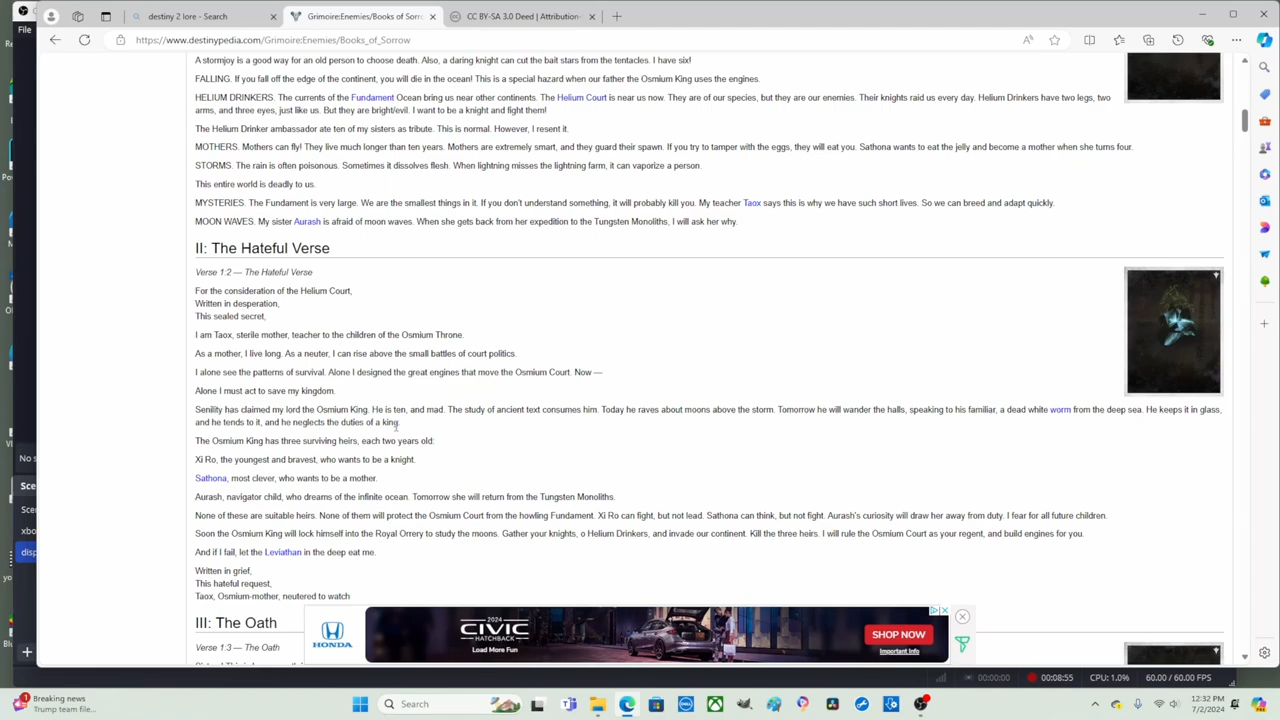 File
destiny 2 lore - Search
Grimoire:Enemies/Books of Sorr
CC BY-SA 3.0 Deed | Attribution-
https://www.destinypedia.com/Grimoire:Enemies/Books_of_Sorrow
A stormjoy is a good way for an old person to choose death. Also, a daring knight can cut the bait stars from the tentacles. I have six!
FALLING. If you fall off the edge of the continent, you will die in the ocean! This is a special hazard when our father the Osmium King uses the engines.
HELIUM DRINKERS. The currents of the Fundament Ocean bring us near other continents. The Helium Court is near us now. They are of our species, but they are our enemies. Their knights raid us every day. Helium Drinkers have two legs, two
arms, and three eyes, just like us. But they are bright/evil. I want to be a knight and fight them!
The Helium Drinker ambassador ate ten of my sisters as tribute. This is normal. However, I resent it.
MOTHERS. Mothers can fly! They live much longer than ten years. Mothers are extremely smart, and they guard their spawn. If you try to tamper with the eggs, they will eat you. Sathona wants to eat the jelly and become a mother when she turns four.
STORMS. The rain is often poisonous. Sometimes it dissolves flesh. When lightning misses the lightning farm, it can vaporize a person.
This entire world is deadly to us.
MYSTERIES. The Fundament is very large. We are the smallest things in it. If you don't understand something, it will probably kill you. My teacher Taox says this is why we have such short lives. So we can breed and adapt quickly.
MOON WAVES. My sister Aurash is afraid of moon waves. When she gets back from her expedition to the Tungsten Monoliths, I will ask her why.
II: The Hateful Verse
Verse 1:2 — The Hateful Verse
For the consideration of the Helium Court,
Written in desperation,
This sealed secret,
I am Taox, sterile mother, teacher to the children of the Osmium Throne.
As a mother, I live long. As a neuter, I can rise above the small battles of court politics.
I alone see the patterns of survival. Alone I designed the great engines that move the Osmium Court. Now —
Alone I must act to save my kingdom.
Senility has claimed my lord the Osmium King. He is ten, and mad. The study of ancient text consumes him. Today he raves about moons above the storm. Tomorrow he will wander the halls, speaking to his familiar, a dead white worm from the deep sea. He keeps it in glass,
and he tends to it, and he neglects the duties of a king.
The Osmium King has three surviving heirs, each two years old:
Xi Ro, the youngest and bravest, who wants to be a knight.
Sathona, most clever, who wants to be a mother.
Aurash, navigator child, who dreams of the infinite ocean. Tomorrow she will return from the Tungsten Monoliths.
None of these are suitable heirs. None of them will protect the Osmium Court from the howling Fundament. Xi Ro can fight, but not lead. Sathona can think, but not fight. Aurash's curiosity will draw her away from duty. I fear for all future children.
Soon the Osmium King will lock himself into the Royal Orrery to study the moons. Gather your knights, o Helium Drinkers, and invade our continent. Kill the three heirs. I will rule the Osmium Court as your regent, and build engines for you.
And if I fail, let the Leviathan in the deep eat me.
Written in grief,
This hateful request,
Taox, Osmium-mother, neutered to watch
No s
Sce
Scen
xbo
disp
III: The Oath
Verse 1:3 — The Oath
HONDA
2024
CIVIC
HATCHBACK
Load More Fun
SHOP NOW
Important Info
00:00:00
00:08:55
CPU: 1.0%
60.00 / 60.00 FPS
Breaking news
Trump team file...
Search
12:32 PM
7/2/2024